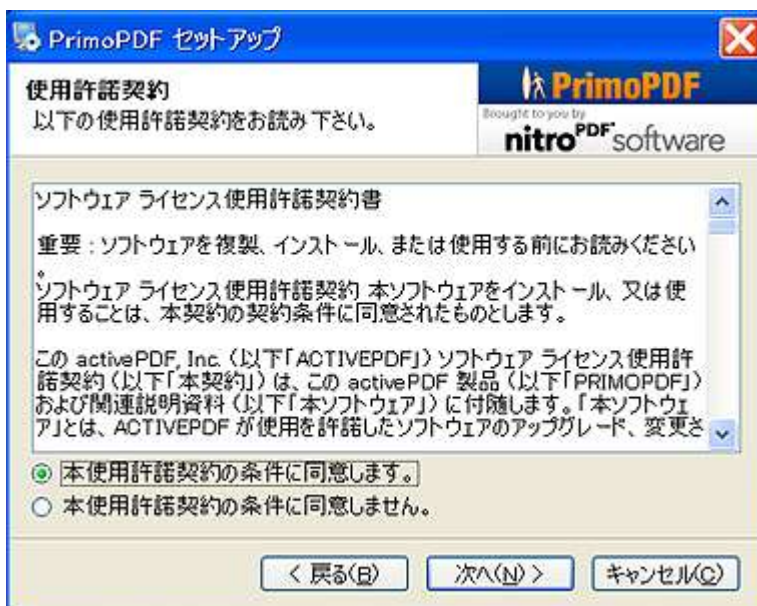 PrimoPDF セットアップ
使用許諾契約
以下の使用許諾契約をお読み下さい。
PrimoPDF
Brought to you by
nitroPDF software
ソフトウェア ライセンス使用許諾契約書
重要 : ソフトウェアを複製、インストール、または使用する前にお読みください
。
ソフトウェア ライセンス使用許諾契約 本ソフトウェアをインストール、又は使
用することは、本契約の契約条件に同意されたものとします。
この activePDF, Inc. (以下「ACTIVEPDF」) ソフトウェア ライセンス使用許
諾契約 (以下「本契約」) は、この activePDF 製品 (以下「PRIMOPDF」)
および関連説明資料 (以下「本ソフトウェア」) に付随します。「本ソフトウェ
ア」とは、ACTIVEPDF が使用を許諾したソフトウェアのアップグレード、変更さ
本使用許諾契約の条件に同意します。
本使用許諾契約の条件に同意しません。
< 戻る(B)
次へ(N) >
キャンセル(C)